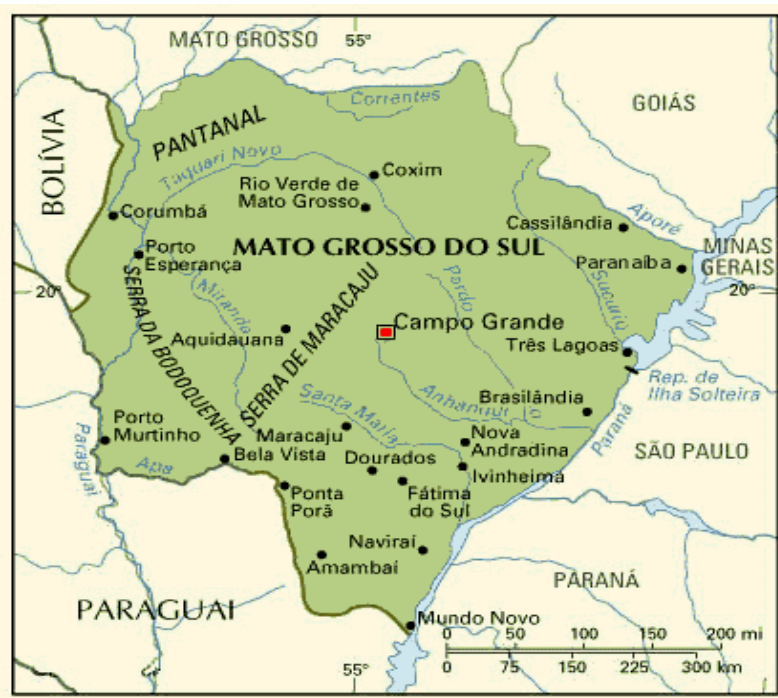 MATO GROSSO
55°
GOIÁS
BOLÍVIA
PANTANAL
Correntes
Taquari Novo
Coxim
Rio Verde de
Mato Grosso
Corumbá
Cassilândia
Aporé
MATO GROSSO DO SUL
MINAS
GERAIS
Porto
Esperança
Paranaíba
20°
20°
SERRA DA BODOQUENHA
Miranda
SERRA DE MARACAJU
Pardo
Sucuriú
Campo Grande
Aquidauana
Três Lagoas
Rep. de
Ilha Solteira
Brasilândia
Santa Maria
Paraná
SÃO PAULO
Porto
Murtinho
Maracaju
Nova
Andradina
Paraguai
Apa
Bela Vista
Dourados
Ivinheima
Ponta
Porã
Fátima
do Sul
Naviraí
Amambaí
PARANÁ
PARAGUAI
Mundo Novo
0 50 100 150 200 mi
0 75 150 225 300 km
55°